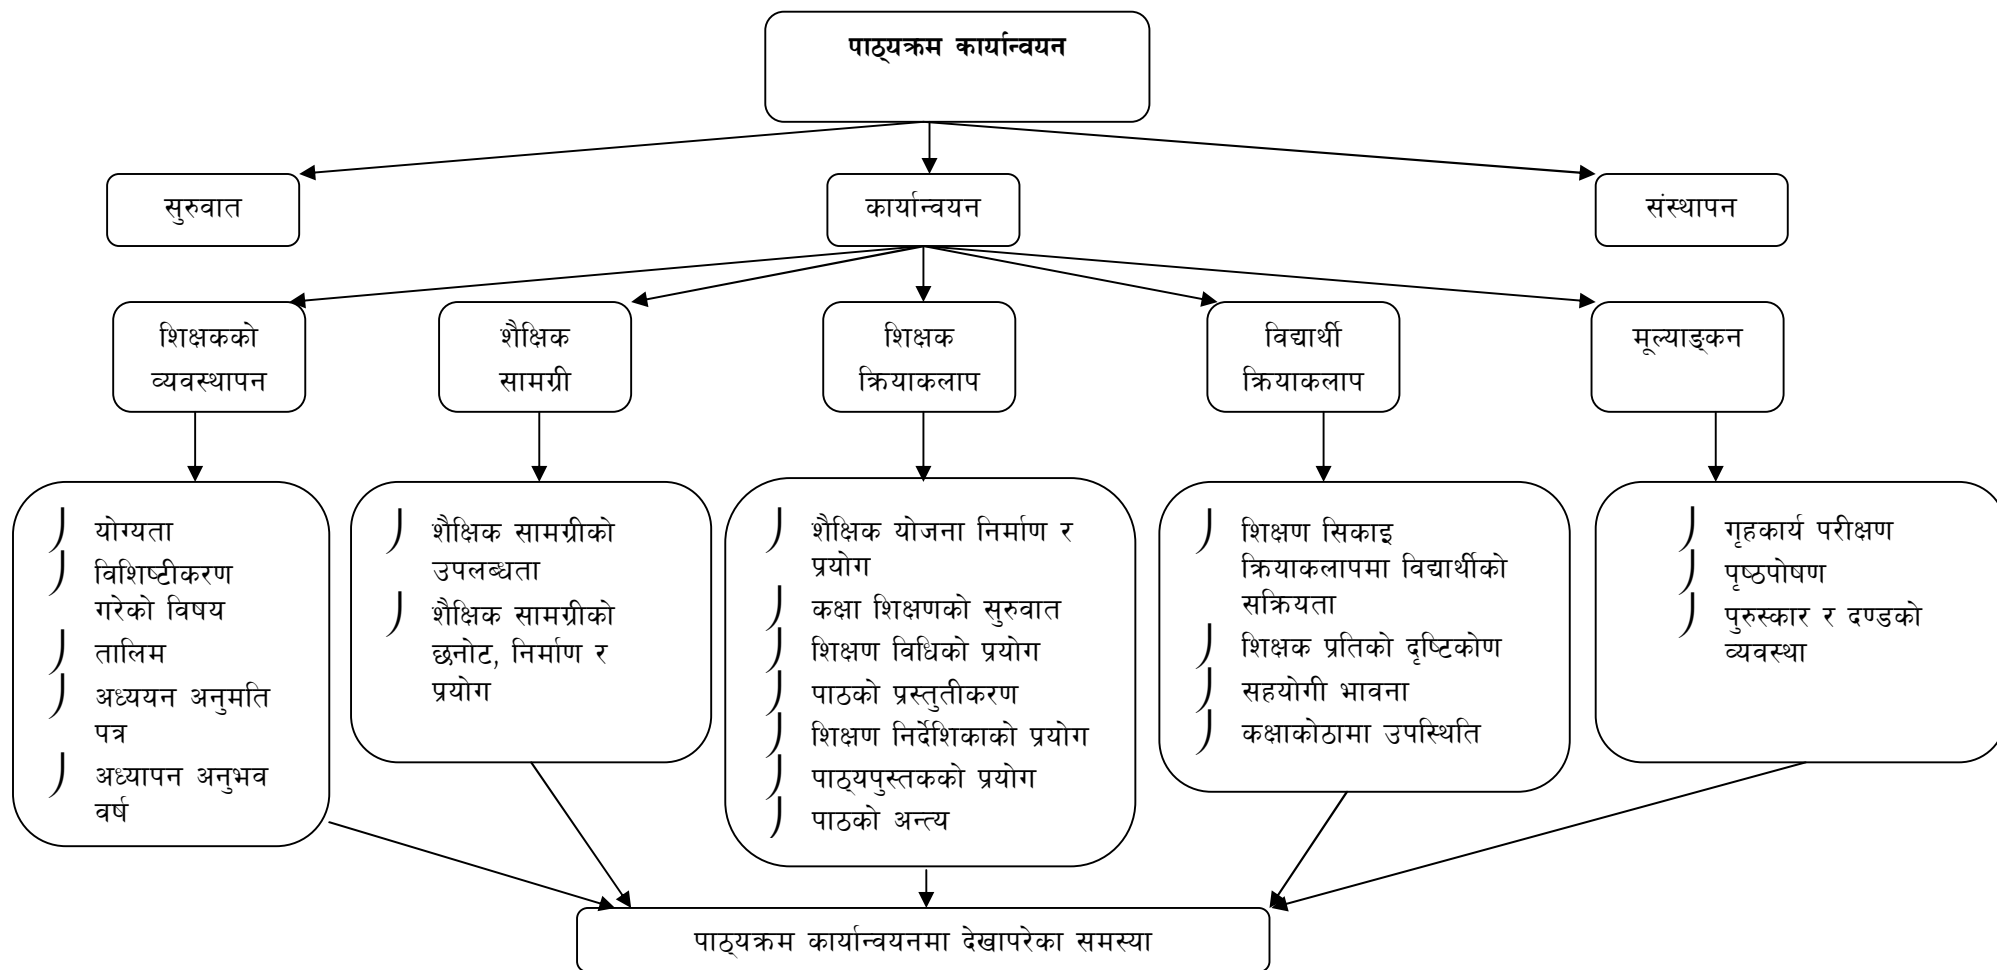 पाठ्यक्रम कार्यान्वयन
सुरुवात
कार्यान्वयन
संस्थापन
शिक्षकको
व्यवस्थापन
शैक्षिक
सामग्री
शिक्षक
क्रियाकलाप
विद्यार्थी
क्रियाकलाप
मूल्याङ्कन
योग्यता
विशिष्टीकरण
गरेको विषय
तालिम
अध्ययन अनुमति
पत्र
अध्यापन अनुभव
वर्ष
शैक्षिक सामग्रीको
उपलब्धता
शैक्षिक सामग्रीको
छनोट, निर्माण र
प्रयोग
शैक्षिक योजना निर्माण र
प्रयोग
कक्षा शिक्षणको सुरुवात
शिक्षण विधिको प्रयोग
पाठको प्रस्तुतीकरण
शिक्षण निर्देशिकाको प्रयोग
पाठ्यपुस्तकको प्रयोग
पाठको अन्त्य
शिक्षण सिकाइ
क्रियाकलापमा विद्यार्थीको
सक्रियता
शिक्षक प्रतिको दृष्टिकोण
सहयोगी भावना
कक्षाकोठामा उपस्थिति
गृहकार्य परीक्षण
पृष्ठपोषण
पुरुस्कार र दण्डको
व्यवस्था
पाठ्यक्रम कार्यान्वयनमा देखापरेका समस्या